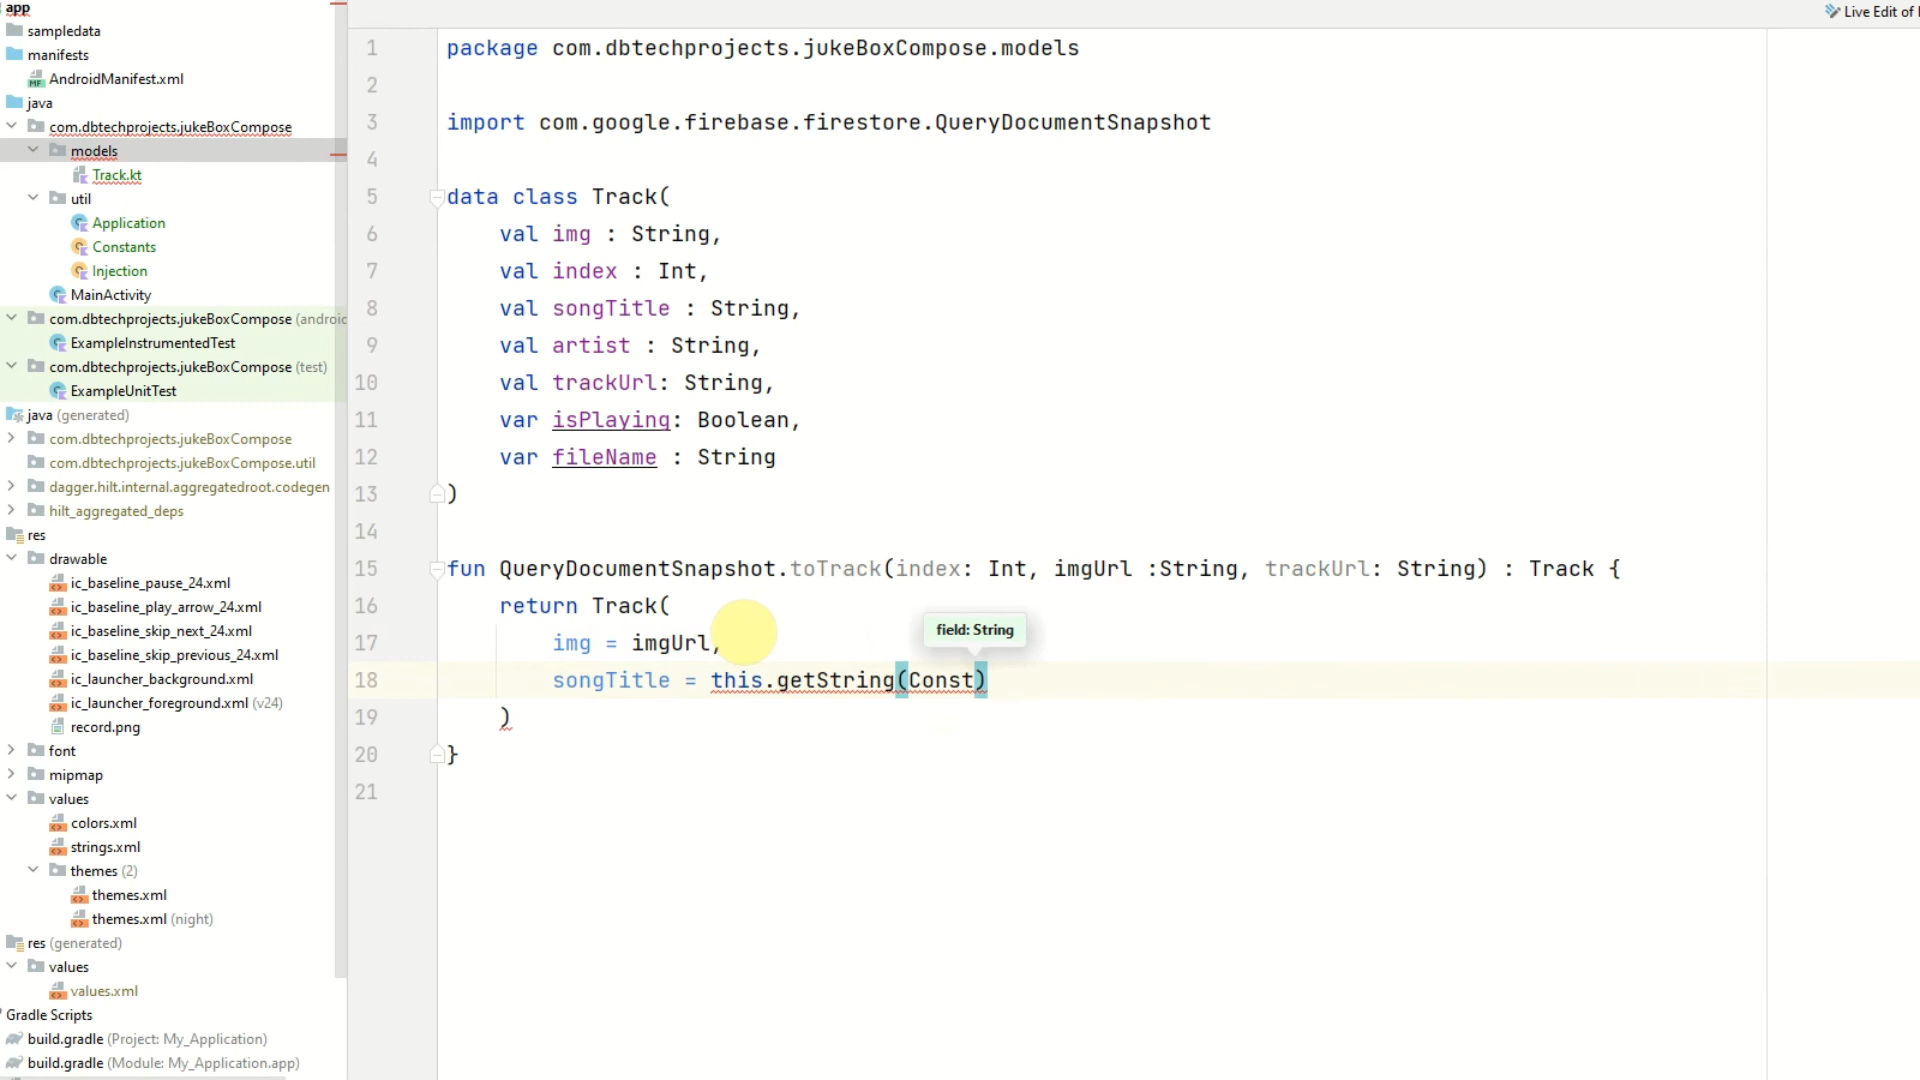 app
sampledata
manifests
AndroidManifest.xml
java
com.dbtechprojects.jukeBoxCompose
models
Track.kt
util
Application
Constants
Injection
MainActivity
com.dbtechprojects.jukeBoxCompose (androic
ExampleInstrumentedTest
com.dbtechprojects.jukeBoxCompose (test)
ExampleUnitTest
java (generated)
com.dbtechprojects.jukeBoxCompose
com.dbtechprojects.jukeBoxCompose.util
dagger.hilt.internal.aggregatedroot.codegen
hilt_aggregated_deps
res
drawable
ic_baseline_pause_24.xml
ic_baseline_play_arrow_24.xml
ic_baseline_skip_next_24.xml
ic_baseline_skip_previous_24.xml
ic_launcher_background.xml
ic_launcher_foreground.xml (v24)
record.png
font
mipmap
values
colors.xml
strings.xml
themes (2)
themes.xml
themes.xml (night)
res (generated)
values
values.xml
Gradle Scripts
build.gradle (Project: My_Application)
build.gradle (Module: My_Application.app)
Live Edit of
1 package com.dbtechprojects.jukeBoxCompose.models
2
3 import com.google.firebase.firestore.QueryDocumentSnapshot
4
5 data class Track(
6 val img : String,
7 val index : Int,
8 val songTitle : String,
9 val artist : String,
10 val trackUrl: String,
11 var isPlaying: Boolean,
12 var fileName : String
13 )
14
15 fun QueryDocumentSnapshot.toTrack(index: Int, imgUrl :String, trackUrl: String) : Track {
16 return Track(
field: String
17 img = imgUrl,
18 songTitle = this.getString(Const)
19 )
20 }
21